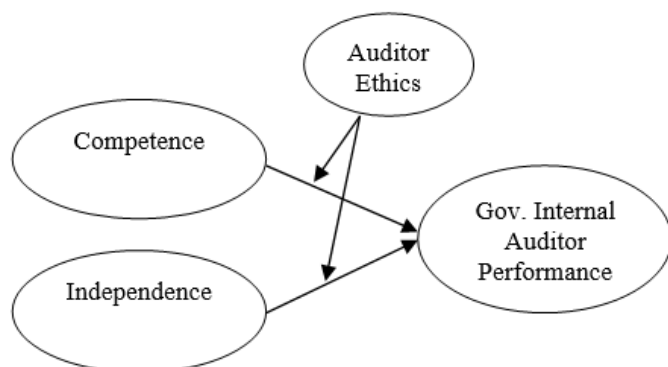 Auditor
Ethics
Competence
Gov. Internal
Auditor
Performance
Independence